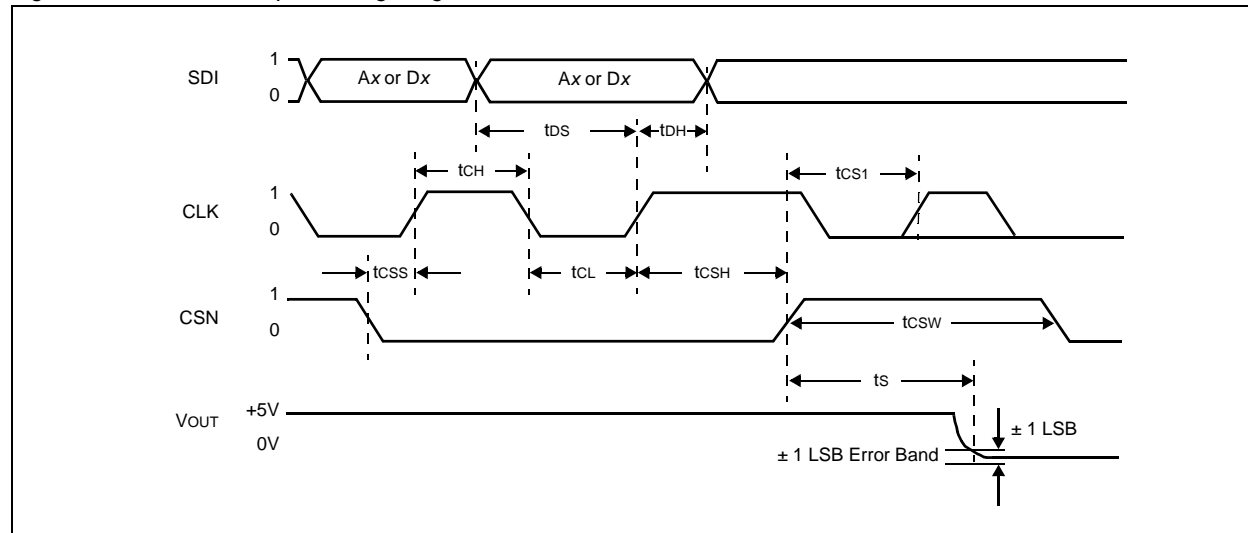 1
SDI
Ax or Dx
Ax or Dx
0
tDS
tDH
tCH
tCS1
1
CLK
0
tCSS
tCL
tCSH
1
CSN
0
tCSW
tS
+5V
VOUT
0V
± 1 LSB
± 1 LSB Error Band